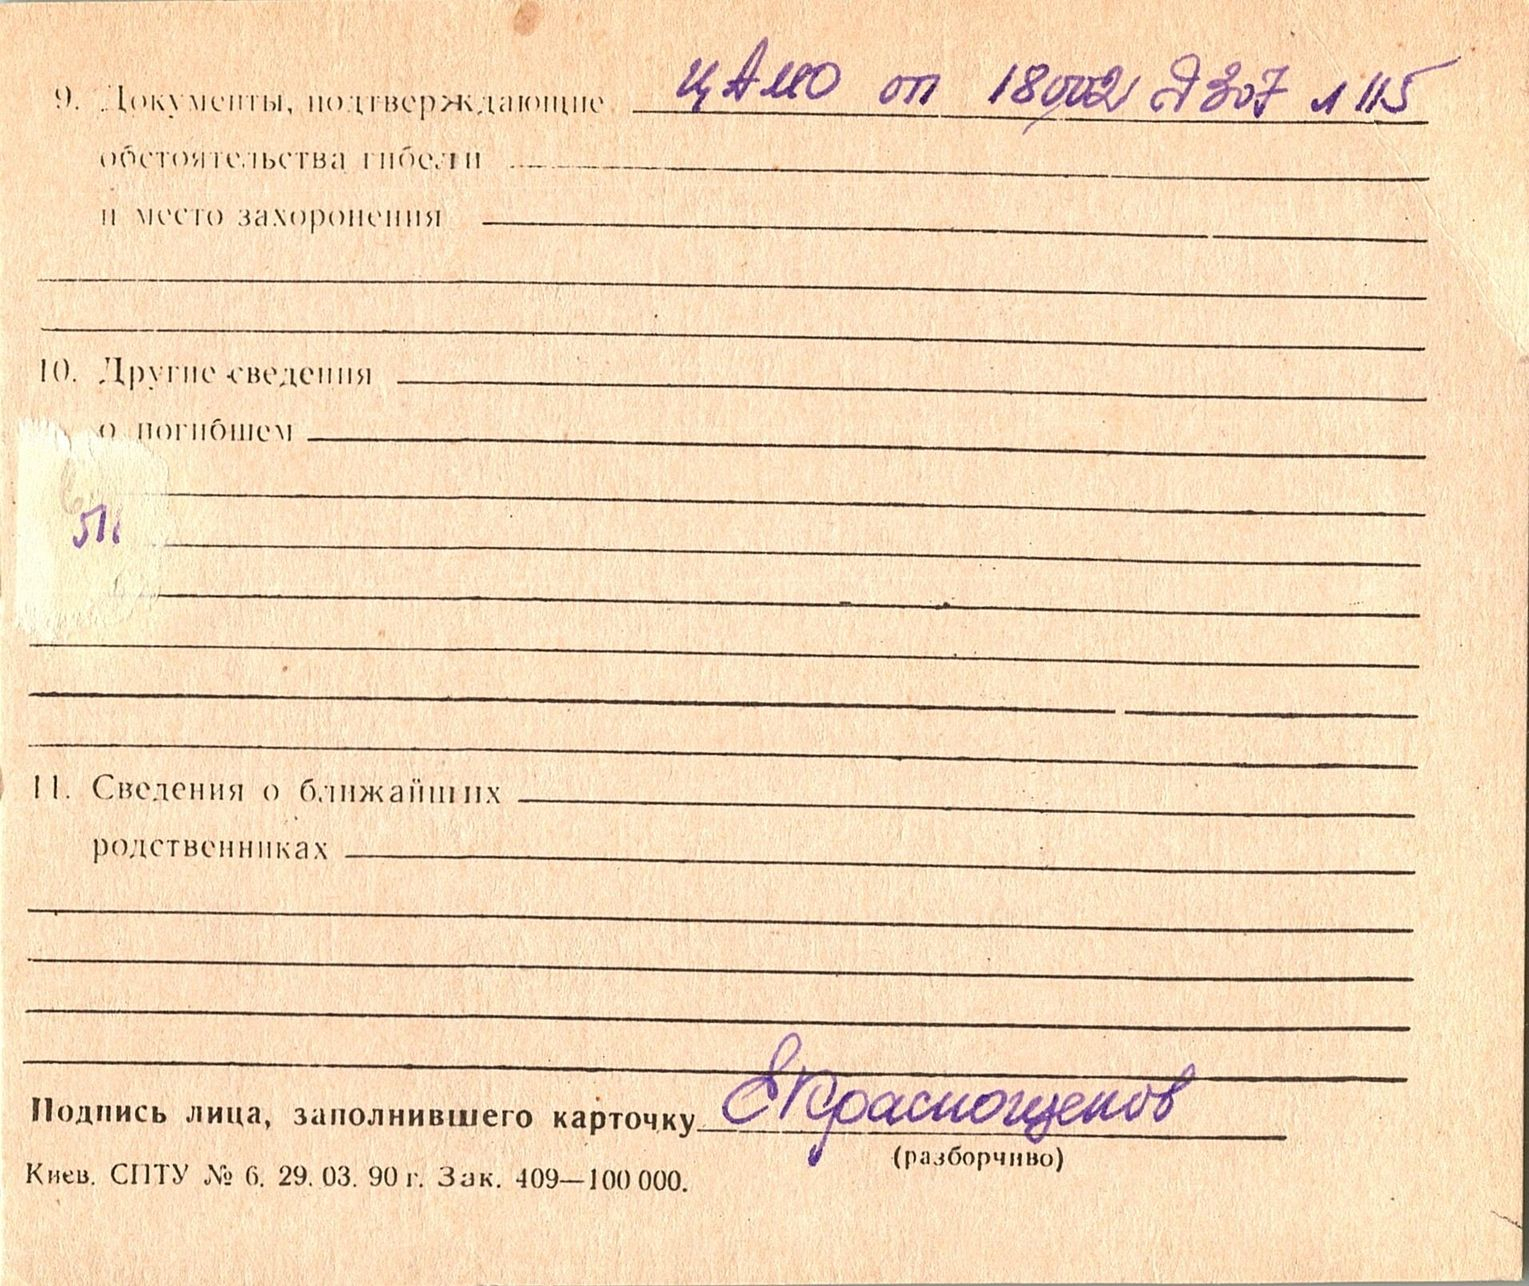 9. Документы, подтверждающие ЦАМО оп 18002 Д 307 л 115
обстоятельства гибели
и место захоронения
10. Другие сведения
о погибшем
11. Сведения о ближайших
родственниках
Подпись лица, заполнившего карточку ЕКраснощеков
(разборчиво)
Киев. СПТУ № 6. 29. 03. 90 г. Зак. 409—100 000.